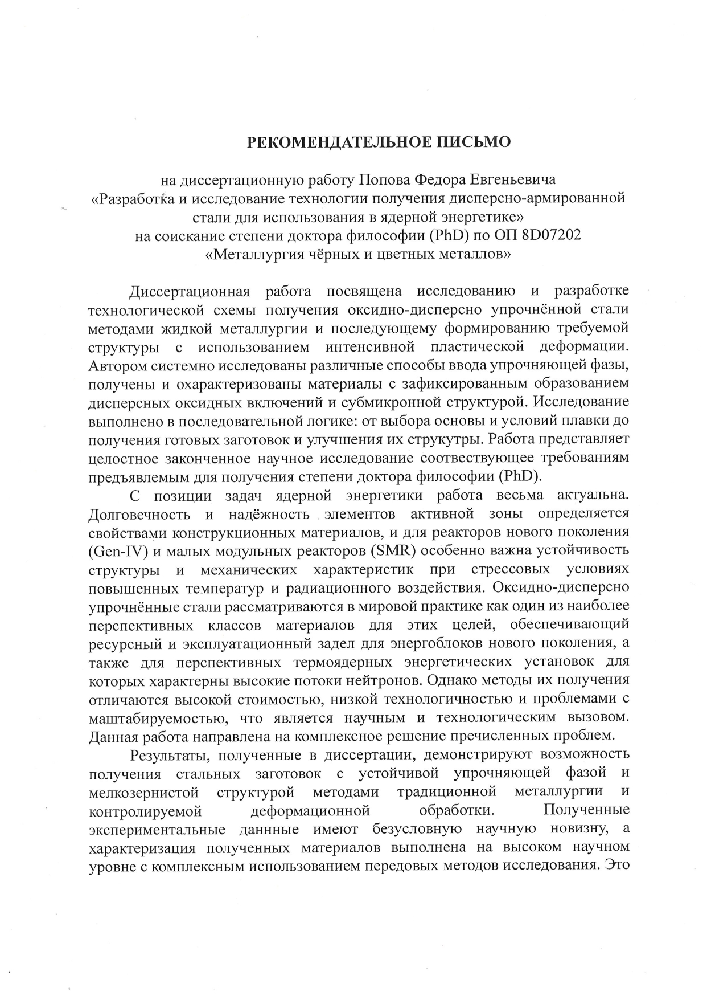 РЕКОМЕНДАТЕЛЬНОЕ ПИСЬМО
на диссертационную работу Попова Федора Евгеньевича
«Разработка и исследование технологии получения дисперсно-армированной
стали для использования в ядерной энергетике»
на соискание степени доктора философии (PhD) по ОП 8D07202
«Металлургия чёрных и цветных металлов»
Диссертационная работа посвящена исследованию и разработке
технологической схемы получения оксидно-дисперсно упрочнённой стали
методами жидкой металлургии и последующему формированию требуемой
структуры с использованием интенсивной пластической деформации.
Автором системно исследованы различные способы ввода упрочняющей фазы,
получены и охарактеризованы материалы с зафиксированным образованием
дисперсных оксидных включений и субмикронной структурой. Исследование
выполнено в последовательной логике: от выбора основы и условий плавки до
получения готовых заготовок и улучшения их струкутры. Работа представляет
целостное законченное научное исследование соотвествующее требованиям
предъявлемым для получения степени доктора философии (PhD).
С позиции задач ядерной энергетики работа весьма актуальна.
Долговечность и надёжность элементов активной зоны определяется
свойствами конструкционных материалов, и для реакторов нового поколения
(Gen-IV) и малых модульных реакторов (SMR) особенно важна устойчивость
структуры и механических характеристик при стрессовых условиях
повышенных температур и радиационного воздействия. Оксидно-дисперсно
упрочнённые стали рассматриваются в мировой практике как один из наиболее
перспективных классов материалов для этих целей, обеспечивающий
ресурсный и эксплуатационный задел для энергоблоков нового поколения, а
также для перспективных термоядерных энергетических установок для
которых характерны высокие потоки нейтронов. Однако методы их получения
отличаются высокой стоимостью, низкой технологичностью и проблемами с
маштабируемостью, что является научным и технологическим вызовом.
Данная работа направлена на комплексное решение пречисленных проблем.
Результаты, полученные в диссертации, демонстрируют возможность
получения стальных заготовок с устойчивой упрочняющей фазой и
мелкозернистой структурой методами традиционной металлургии и
контролируемой деформационной обработки. Полученные
экспериментальные даннные имеют безусловную научную новизну, а
характеризация полученных материалов выполнена на высоком научном
уровне с комплексным использованием передовых методов исследования. Это